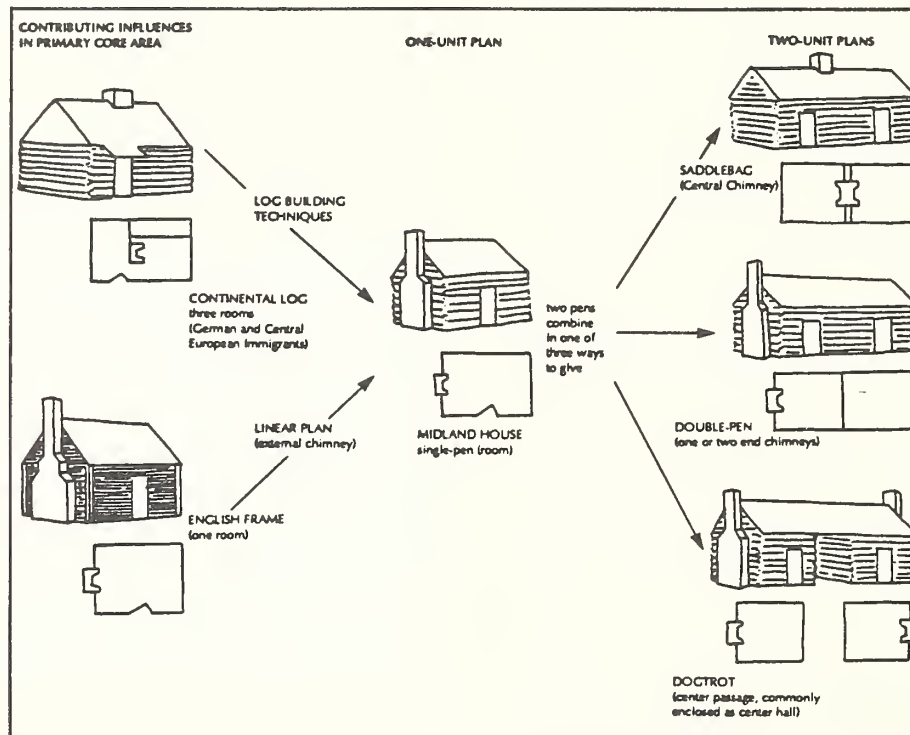 CONTRIBUTING INFLUENCES
IN PRIMARY CORE AREA
ONE-UNIT PLAN
TWO-UNIT PLANS
LOG BUILDING
TECHNIQUES
CONTINENTAL LOG
three rooms
(German and Central
European Immigrants)
LINEAR PLAN
(external chimney)
ENGLISH FRAME
(one room)
MIDLAND HOUSE
single-pen (room)
two pens
combine
in one of
three ways
to give
SADDLEBAG
(Central Chimney)
DOUBLE-PEN
(one or two end chimneys)
DOGTROT
(center passage, commonly
enclosed as center hall)